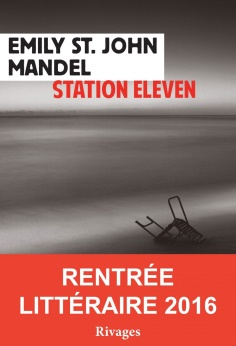 EMILY ST. JOHN
MANDEL
STATION ELEVEN
RENTRÉE
LITTÉRAIRE 2016
Rivages